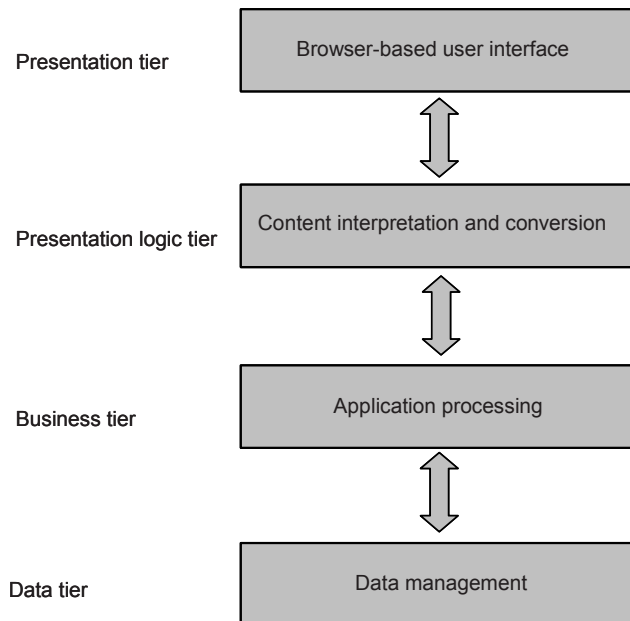 Presentation tier
Browser-based user interface
Presentation logic tier
Content interpretation and conversion
Business tier
Application processing
Data tier
Data management